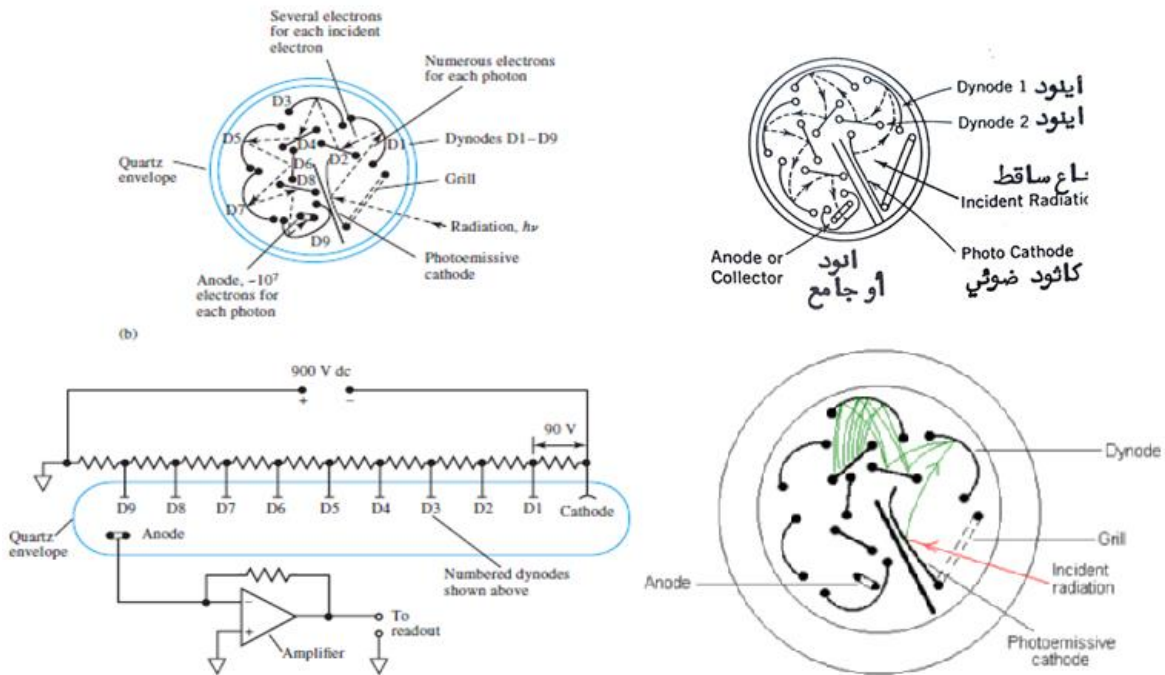 Several electrons
for each incident
electron
Numerous electrons
for each photon
D3
D5
D4
D2
D1
Dynodes D1–D9
Quartz
envelope
D6
D8
Grill
D7
Radiation, hν
D9
Photoemissive
cathode
Anode, ~10⁷
electrons for
each photon
(b)
Dynode 1 اينود
Dynode 2 اينود
ساقط
Incident
Photo Cathode
كاثود ضوئي
Anode or
Collector
انود
أو جامع
900 V dc
+ −
90 V
D9 D8 D7 D6 D5 D4 D3 D2 D1 Cathode
Quartz
envelope
Anode
Numbered dynodes
shown above
−
+
To
readout
Amplifier
Dynode
Grill
Incident
radiation
Anode
Photoemissive
cathode